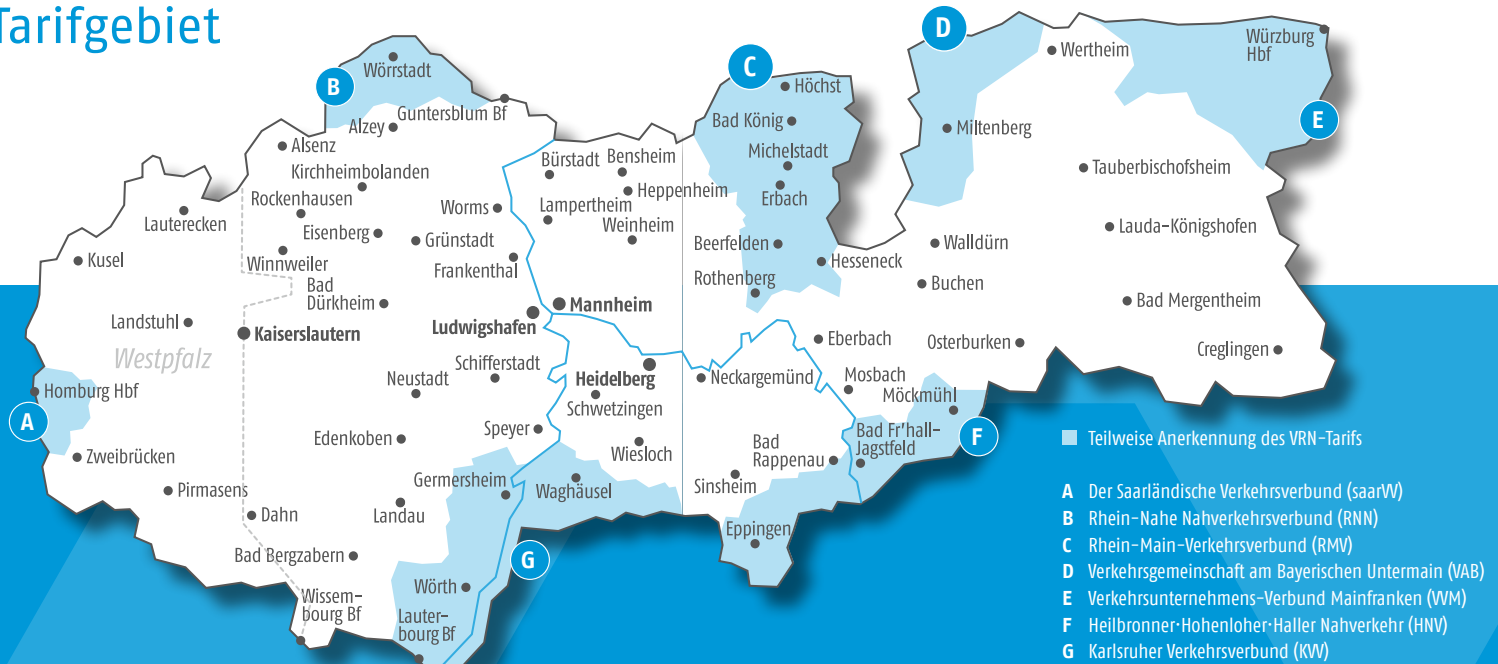 Tarifgebiet
D
Würzburg
Hbf
Wertheim
Wörrstadt
C
B
Höchst
Guntersblum Bf
Alzey
Bad König
Miltenberg
E
Alsenz
Michelstadt
Bürstadt
Bensheim
Kirchheimbolanden
Tauberbischofsheim
Heppenheim
Erbach
Rockenhausen
Worms
Lampertheim
Lauterecken
Weinheim
Lauda-Königshofen
Eisenberg
Grünstadt
Beerfelden
Walldürn
Kusel
Winnweiler
Frankenthal
Hesseneck
Rothenberg
Buchen
Bad
Dürkheim
Mannheim
Bad Mergentheim
Landstuhl
Kaiserslautern
Ludwigshafen
Eberbach
Osterburken
Creglingen
Westpfalz
Schifferstadt
Neustadt
Heidelberg
Neckargemünd
Mosbach
Homburg Hbf
Möckmühl
Schwetzingen
A
Speyer
Bad Fr'hall-
Jagstfeld
F
Edenkoben
Wiesloch
Bad
Rappenau
Zweibrücken
Germersheim
Waghäusel
Sinsheim
Pirmasens
Landau
Dahn
Eppingen
Bad Bergzabern
G
Wörth
Wissem-
bourg Bf
Lauter-
bourg Bf
Teilweise Anerkennung des VRN-Tarifs
A Der Saarländische Verkehrsverbund (saarVV)
B Rhein-Nahe Nahverkehrsverbund (RNN)
C Rhein-Main-Verkehrsverbund (RMV)
D Verkehrsgemeinschaft am Bayerischen Untermain (VAB)
E Verkehrsunternehmens-Verbund Mainfranken (VVM)
F Heilbronner·Hohenloher·Haller Nahverkehr (HNV)
G Karlsruher Verkehrsverbund (KVV)